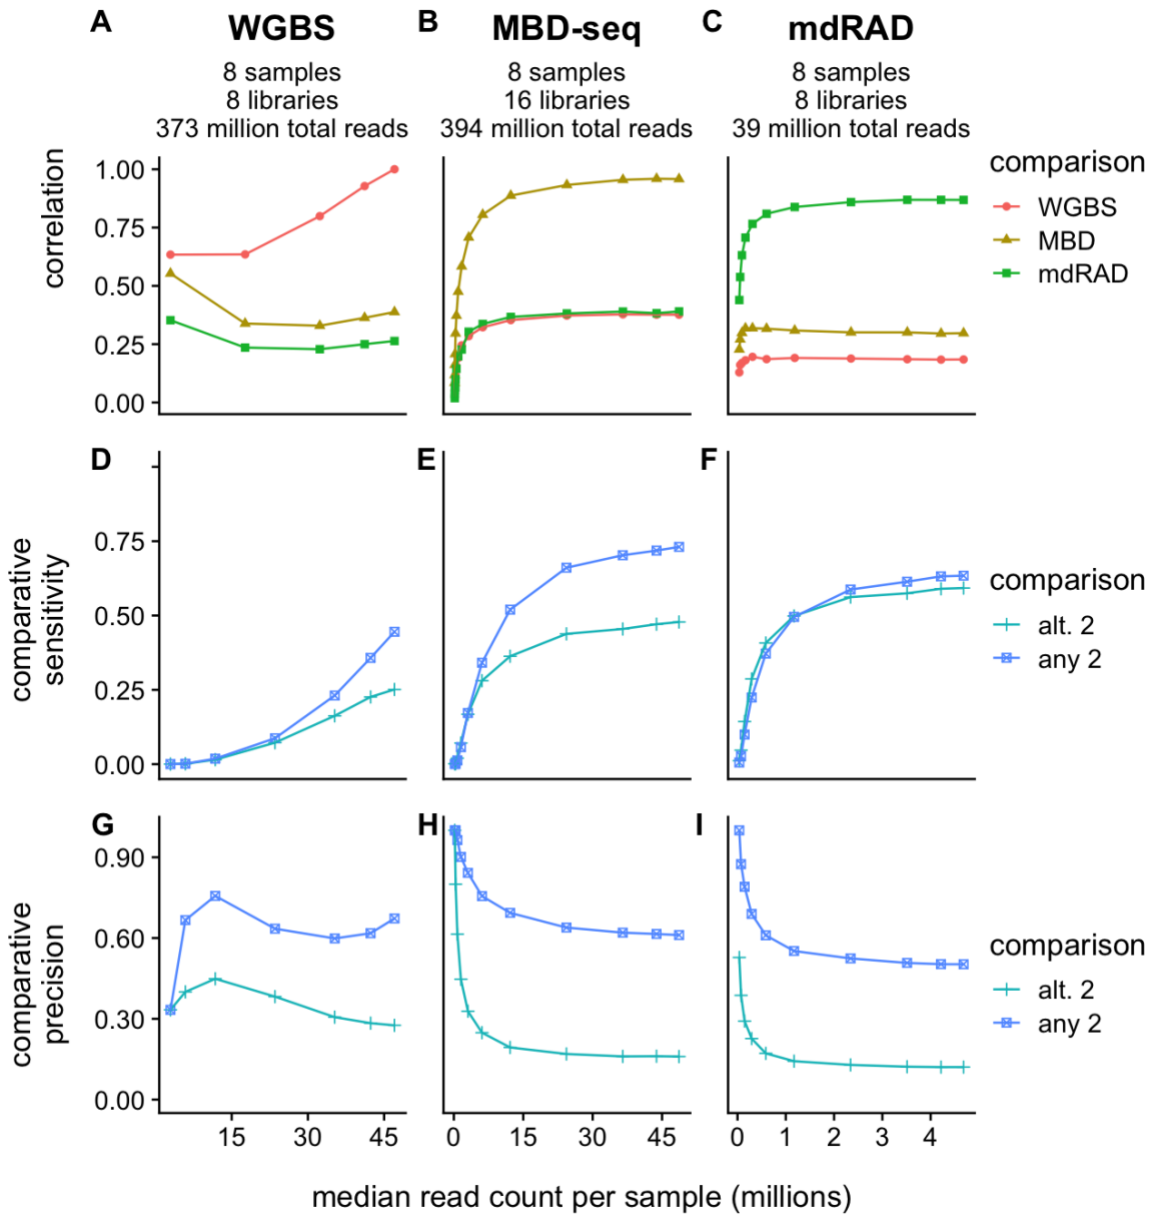 A WGBS B MBD-seq C mdRAD
8 samples 8 samples 8 samples
8 libraries 16 libraries 8 libraries
373 million total reads 394 million total reads 39 million total reads
correlation
1.00
0.75
0.50
0.25
0.00
comparison
WGBS
MBD
mdRAD
D E F
comparative
sensitivity
0.75
0.50
0.25
0.00
comparison
alt. 2
any 2
G H I
comparative
precision
0.90
0.60
0.30
0.00
comparison
alt. 2
any 2
15 30 45 0 15 30 45 0 1 2 3 4
median read count per sample (millions)